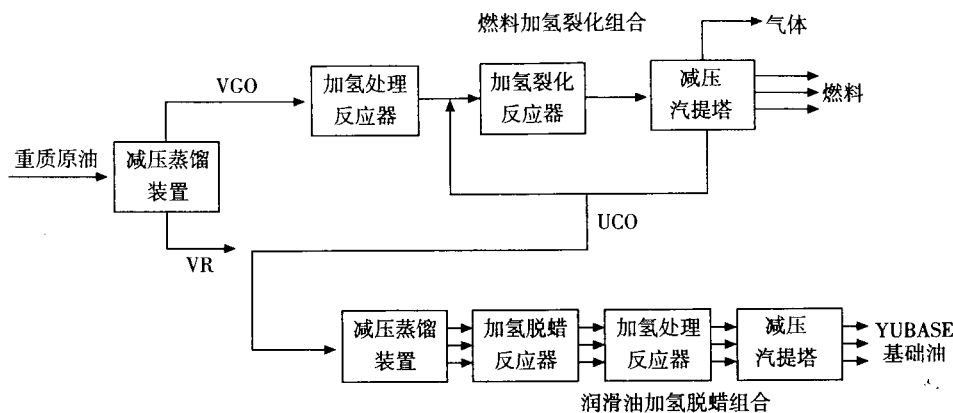 燃料加氢裂化组合
气体
VGO
加氢处理
反应器
加氢裂化
反应器
减压
汽提塔
燃料
重质原油
减压蒸馏
装置
UCO
VR
减压蒸馏
装置
加氢脱蜡
反应器
加氢处理
反应器
减压
汽提塔
YUBASE
基础油
润滑油加氢脱蜡组合